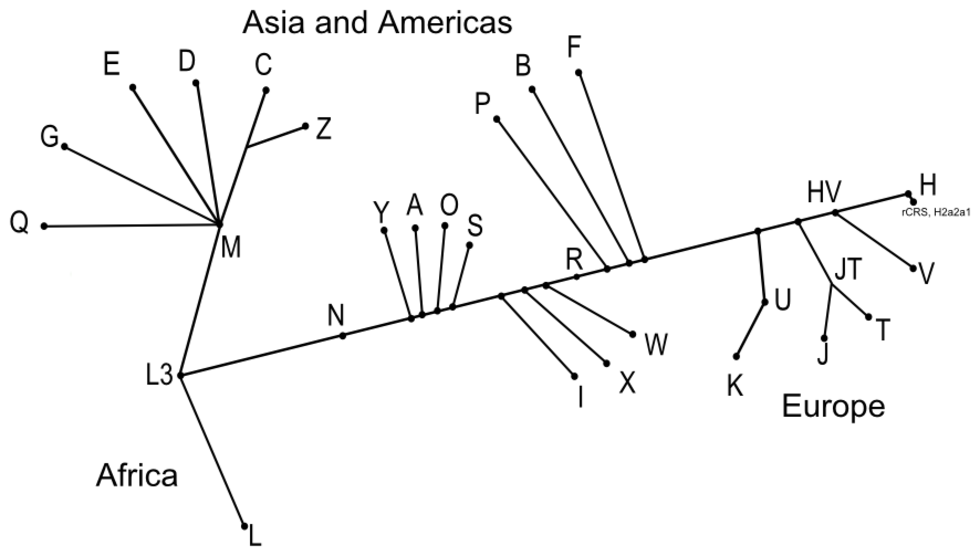 Asia and Americas
E
D
C
G
Z
Q
M
P
B
F
Y
A
O
S
N
R
HV
H
rCRS, H2a2a1
V
JT
U
T
J
K
W
X
I
Europe
L3
Africa
L